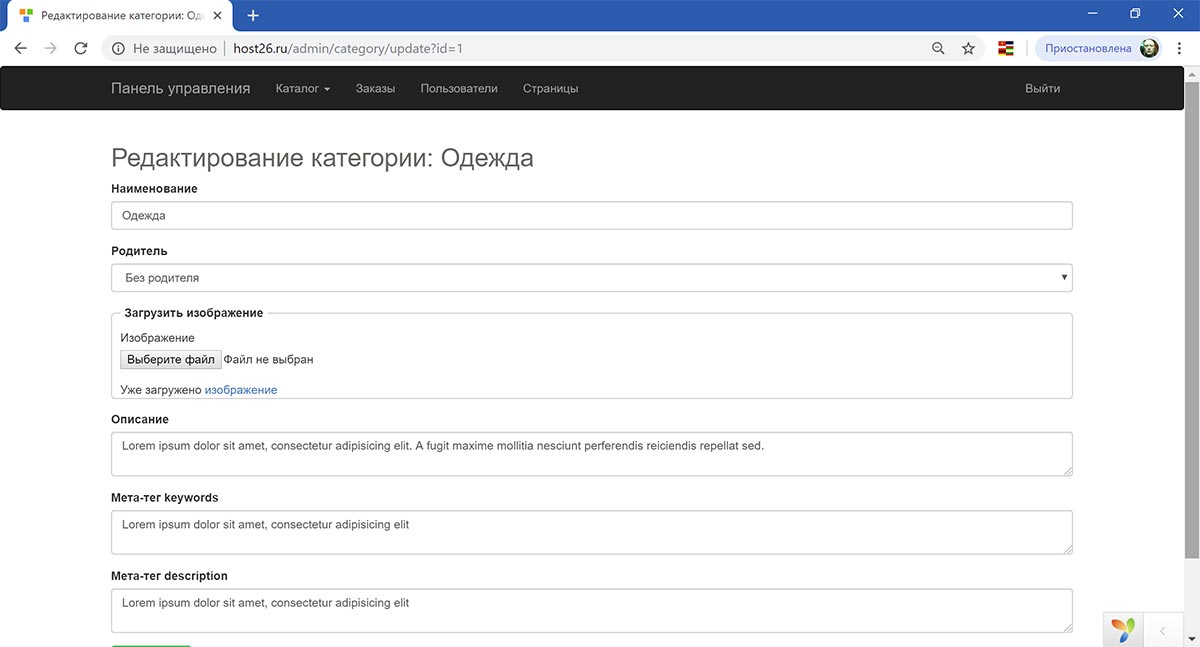 Редактирование категории: Од
Не защищено
host26.ru/admin/category/update?id=1
Приостановлена
Панель управления
Каталог
Заказы
Пользователи
Страницы
Выйти
Редактирование категории: Одежда
Наименование
Одежда
Родитель
Без родителя
Загрузить изображение
Изображение
Выберите файл Файл не выбран
Уже загружено изображение
Описание
Lorem ipsum dolor sit amet, consectetur adipisicing elit. A fugit maxime mollitia nesciunt perferendis reiciendis repellat sed.
Мета-тег keywords
Lorem ipsum dolor sit amet, consectetur adipisicing elit
Мета-тег description
Lorem ipsum dolor sit amet, consectetur adipisicing elit